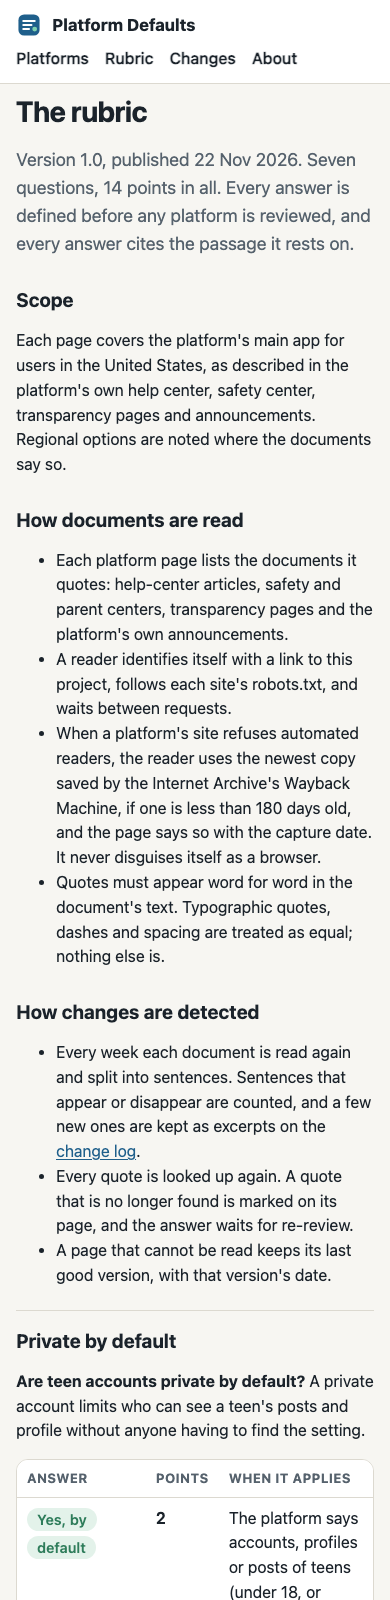 Platform Defaults
Platforms Rubric Changes About
The rubric
Version 1.0, published 22 Nov 2026. Seven
questions, 14 points in all. Every answer is
defined before any platform is reviewed, and
every answer cites the passage it rests on.
Scope
Each page covers the platform's main app for
users in the United States, as described in the
platform's own help center, safety center,
transparency pages and announcements.
Regional options are noted where the documents
say so.
How documents are read
• Each platform page lists the documents it
quotes: help-center articles, safety and
parent centers, transparency pages and the
platform's own announcements.
• A reader identifies itself with a link to this
project, follows each site's robots.txt, and
waits between requests.
• When a platform's site refuses automated
readers, the reader uses the newest copy
saved by the Internet Archive's Wayback
Machine, if one is less than 180 days old,
and the page says so with the capture date.
It never disguises itself as a browser.
• Quotes must appear word for word in the
document's text. Typographic quotes,
dashes and spacing are treated as equal;
nothing else is.
How changes are detected
• Every week each document is read again
and split into sentences. Sentences that
appear or disappear are counted, and a few
new ones are kept as excerpts on the
change log.
• Every quote is looked up again. A quote
that is no longer found is marked on its
page, and the answer waits for re-review.
• A page that cannot be read keeps its last
good version, with that version's date.
Private by default
Are teen accounts private by default? A private
account limits who can see a teen's posts and
profile without anyone having to find the setting.
ANSWER POINTS WHEN IT APPLIES
Yes, by 2 The platform says
default accounts, profiles
or posts of teens
(under 18, or